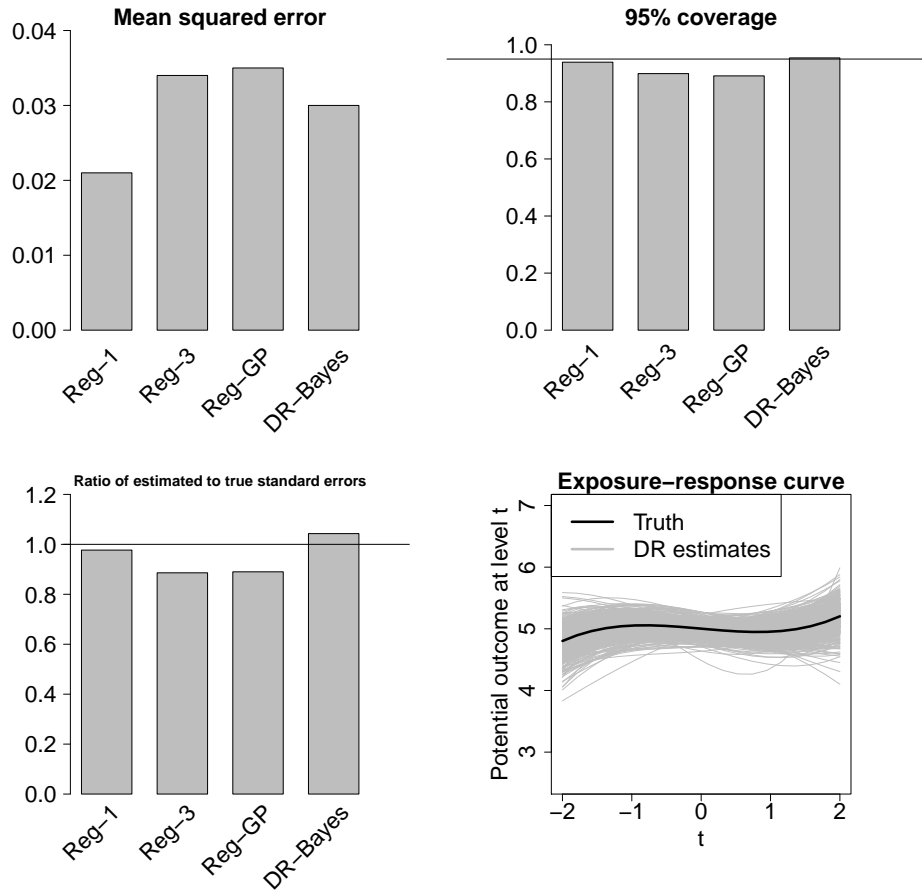 Mean squared error
0.04
0.03
0.02
0.01
0.00
Reg−1
Reg−3
Reg−GP
DR−Bayes
95% coverage
1.0
0.8
0.6
0.4
0.2
0.0
Reg−1
Reg−3
Reg−GP
DR−Bayes
Ratio of estimated to true standard errors
1.2
1.0
0.8
0.6
0.4
0.2
0.0
Reg−1
Reg−3
Reg−GP
DR−Bayes
Exposure−response curve
Potential outcome at level t
7
6
5
4
3
Truth
DR estimates
−2 −1 0 1 2
t